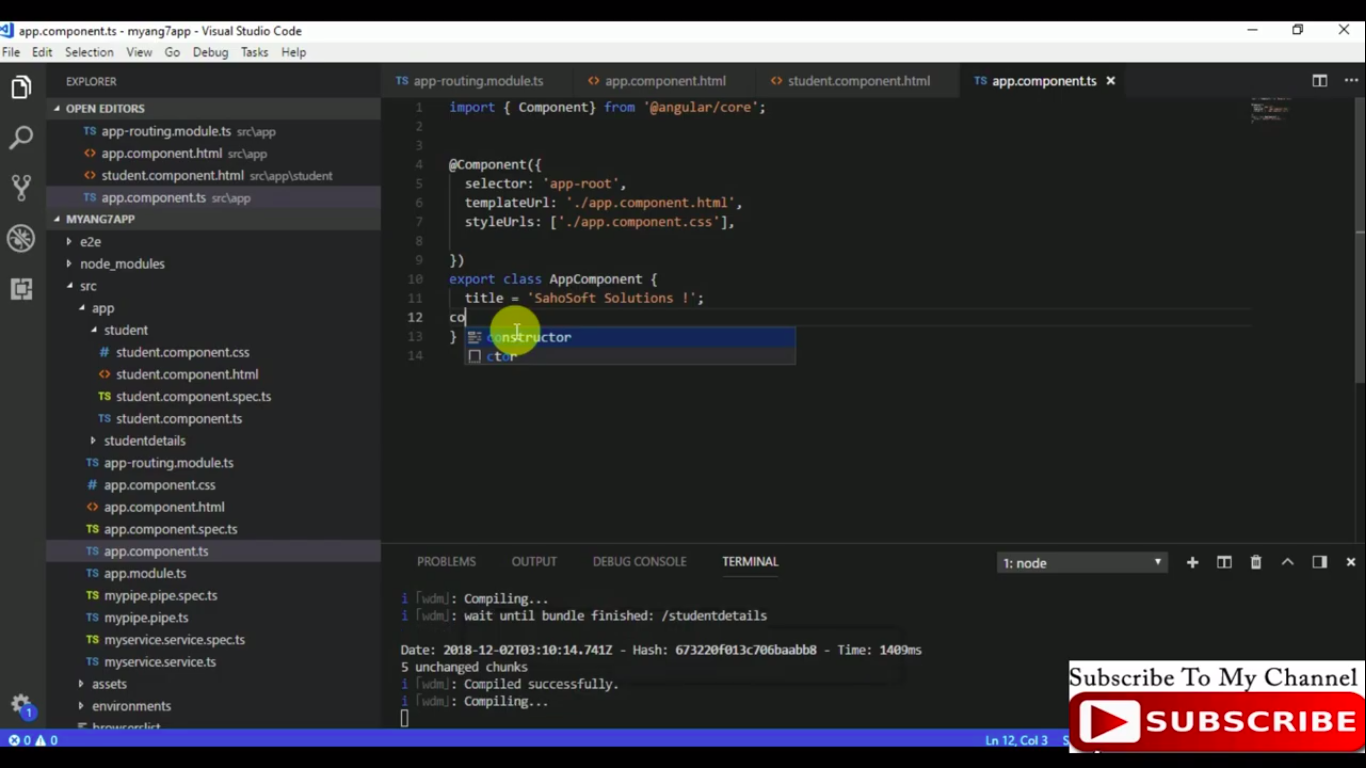 app.component.ts - myang7app - Visual Studio Code
File Edit Selection View Go Debug Tasks Help
EXPLORER
OPEN EDITORS
TS app-routing.module.ts src\app
<> app.component.html src\app
<> student.component.html src\app\student
TS app.component.ts src\app
MYANG7APP
e2e
node_modules
src
app
student
# student.component.css
<> student.component.html
TS student.component.spec.ts
TS student.component.ts
studentdetails
TS app-routing.module.ts
# app.component.css
<> app.component.html
TS app.component.spec.ts
TS app.component.ts
TS app.module.ts
TS mypipe.pipe.spec.ts
TS mypipe.pipe.ts
TS myservice.service.spec.ts
TS myservice.service.ts
assets
environments
browserslist
TS app-routing.module.ts <> app.component.html <> student.component.html TS app.component.ts
1 import { Component} from '@angular/core';
2
3
4 @Component({
5 selector: 'app-root',
6 templateUrl: './app.component.html',
7 styleUrls: ['./app.component.css'],
8
9 })
10 export class AppComponent {
11 title = 'SahoSoft Solutions !';
12 co
13 }
14
constructor
ctor
PROBLEMS OUTPUT DEBUG CONSOLE TERMINAL 1: node
i ｢wdm｣: Compiling...
i ｢wdm｣: wait until bundle finished: /studentdetails
Date: 2018-12-02T03:10:14.741Z - Hash: 673220f013c706baabb8 - Time: 1409ms
5 unchanged chunks
i ｢wdm｣: Compiled successfully.
i ｢wdm｣: Compiling...
1
0 0 Ln 12, Col 3
Subscribe To My Channel
SUBSCRIBE